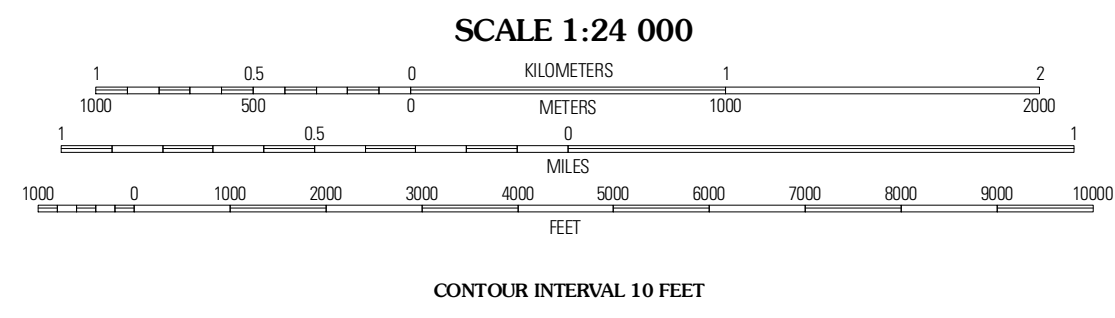 SCALE 1:24 000
1 0.5 0 KILOMETERS 1 2
1000 500 0 METERS 1000 2000
1 0.5 0 1
MILES
1000 0 1000 2000 3000 4000 5000 6000 7000 8000 9000 10000
FEET
CONTOUR INTERVAL 10 FEET